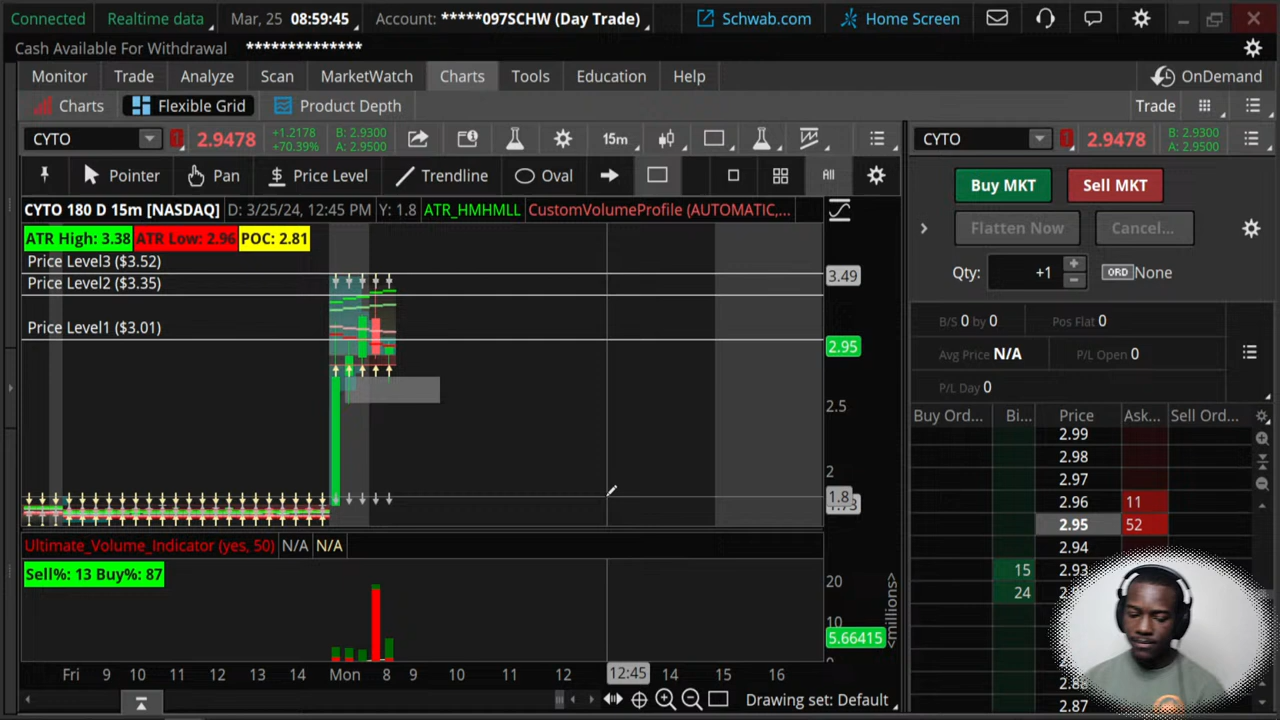 Connected Realtime data Mar, 25 08:59:45 Account: *****097SCHW (Day Trade) Schwab.com Home Screen
Cash Available For Withdrawal **************
Monitor Trade Analyze Scan MarketWatch Charts Tools Education Help OnDemand
Charts Flexible Grid Product Depth Trade
CYTO 1 2.9478 +1.2178 +70.39% B: 2.9300 A: 2.9500 15m
CYTO 1 2.9478 B: 2.9300 A: 2.9500
Pointer Pan $ Price Level Trendline Oval All
Buy MKT Sell MKT
CYTO 180 D 15m [NASDAQ] D: 3/25/24, 12:45 PM Y: 1.8 ATR_HMHMLL CustomVolumeProfile (AUTOMATIC,...
Flatten Now Cancel...
ATR High: 3.38 ATR Low: 2.96 POC: 2.81
Price Level3 ($3.52)
Qty: +1 ORD None
3.49
Price Level2 ($3.35)
Price Level1 ($3.01)
B/S 0 by 0 Pos Flat 0
2.95
Avg Price N/A P/L Open 0
P/L Day 0
2.5
Buy Ord... Bi... Price Ask... Sell Ord...
2.99
2.98
2
2.97
1.8
2.96 11
2.95 52
Ultimate_Volume_Indicator (yes, 50) N/A N/A
2.94
Sell%: 13 Buy%: 87
15 2.93
20
24
10
5.66415
<millions>
Fri 9 10 11 12 13 14 15 16 Mon 8 9 10 11 12 12:45 14 15 16
2.87
Drawing set: Default